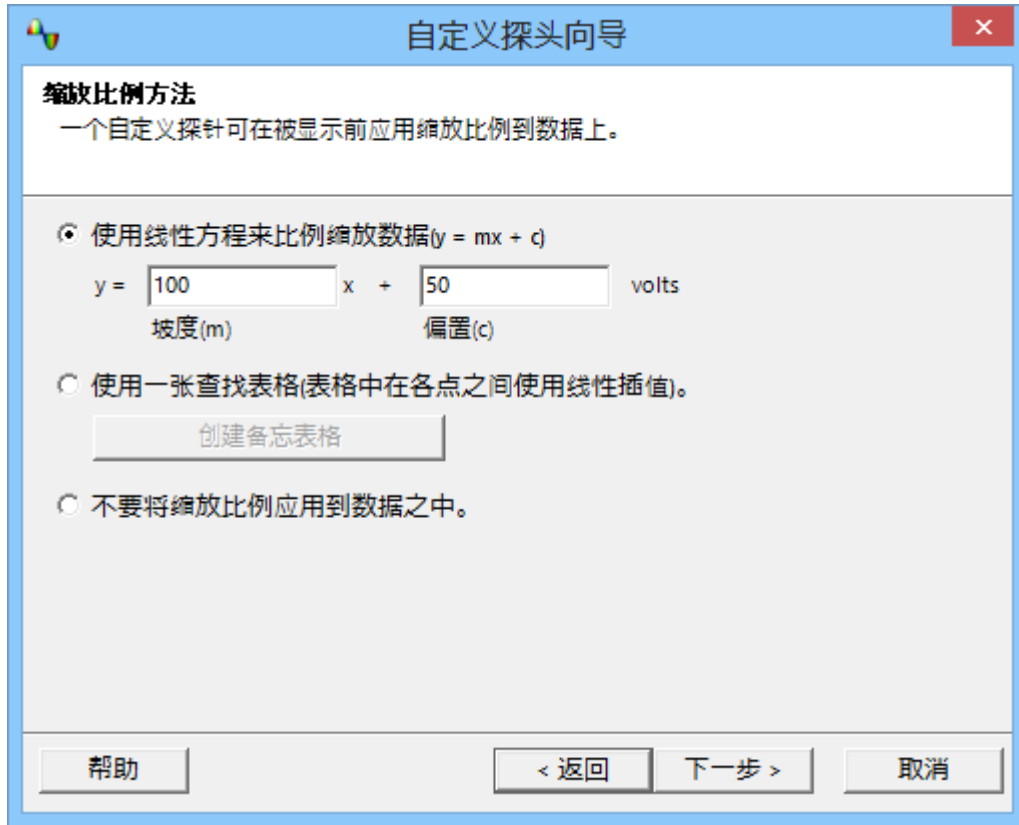 自定义探头向导
缩放比例方法
一个自定义探针可在被显示前应用缩放比例到数据上。
使用线性方程来比例缩放数据(y = mx + c)
y = 100 x + 50 volts
坡度(m) 偏置(c)
使用一张查找表格(表格中在各点之间使用线性插值)。
创建备忘表格
不要将缩放比例应用到数据之中。
帮助 < 返回 下一步 > 取消